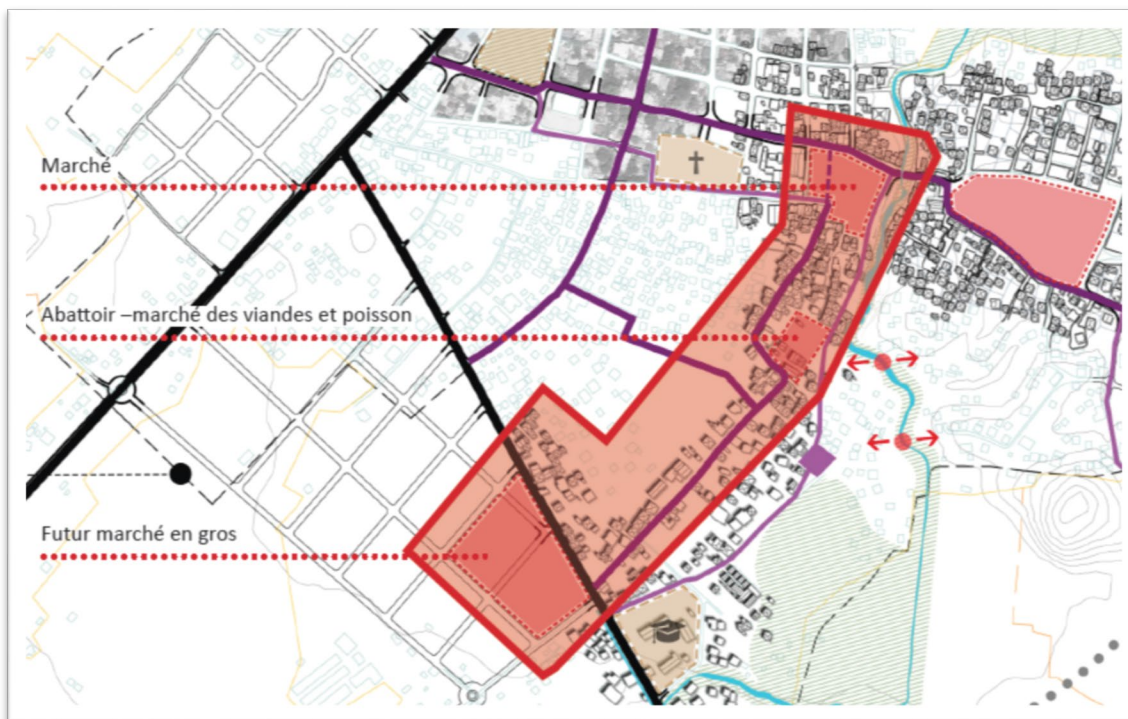 Marché
Abattoir –marché des viandes et poisson
Futur marché en gros